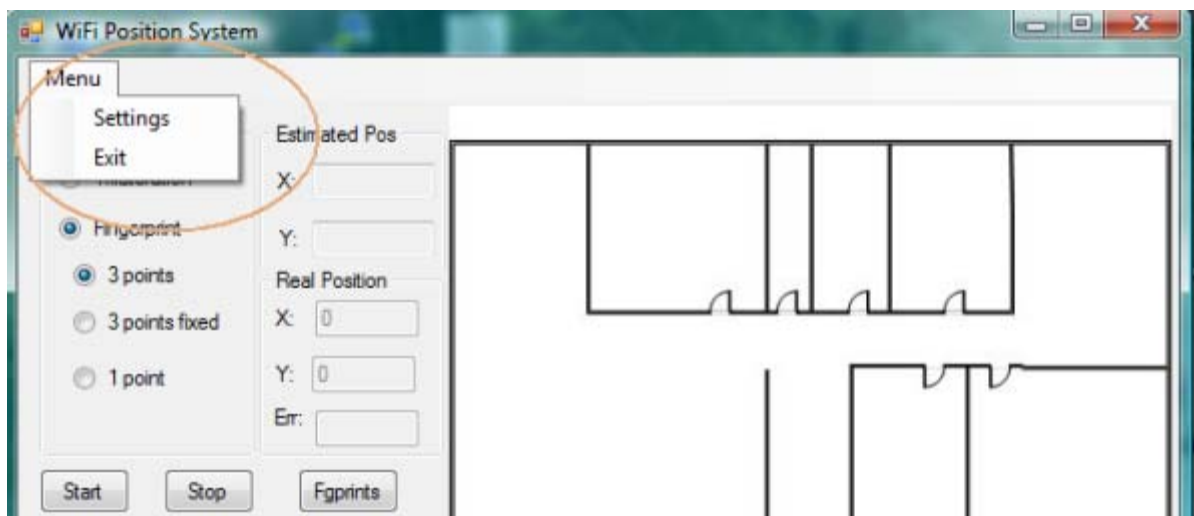 WiFi Position System
Menu
Settings
Exit
Fingerprint
3 points
3 points fixed
1 point
Estimated Pos
X:
Y:
Real Position
X: 0
Y: 0
Err:
Start Stop Fgprints